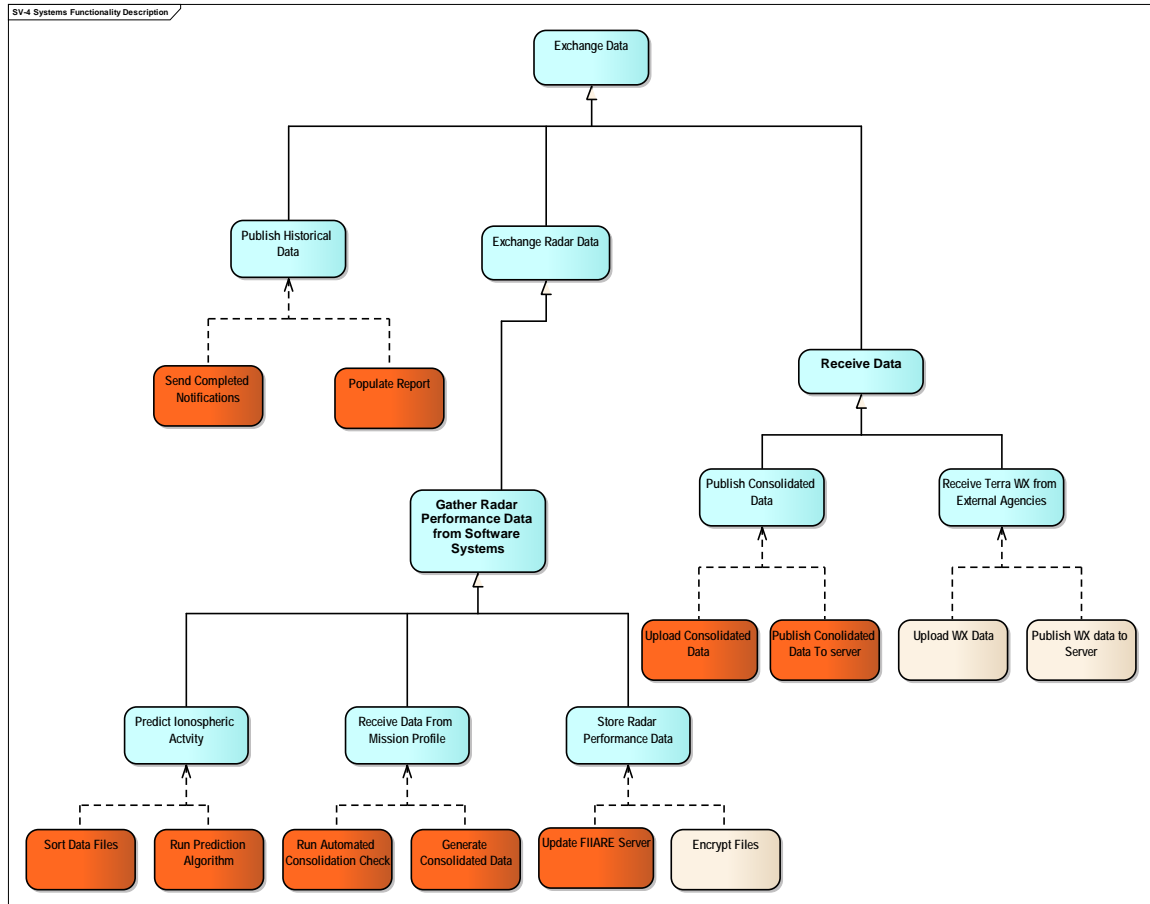 SV-4 Systems Functionality Description
Exchange Data
Publish Historical
Data
Exchange Radar Data
Receive Data
Send Completed
Notifications
Populate Report
Gather Radar
Performance Data
from Software
Systems
Publish Consolidated
Data
Receive Terra WX from
External Agencies
Upload Consolidated
Data
Publish Conolidated
Data To server
Upload WX Data
Publish WX data to
Server
Predict Ionospheric
Actvity
Receive Data From
Mission Profile
Store Radar
Performance Data
Sort Data Files
Run Prediction
Algorithm
Run Automated
Consolidation Check
Generate
Consolidated Data
Update FIIARE Server
Encrypt Files